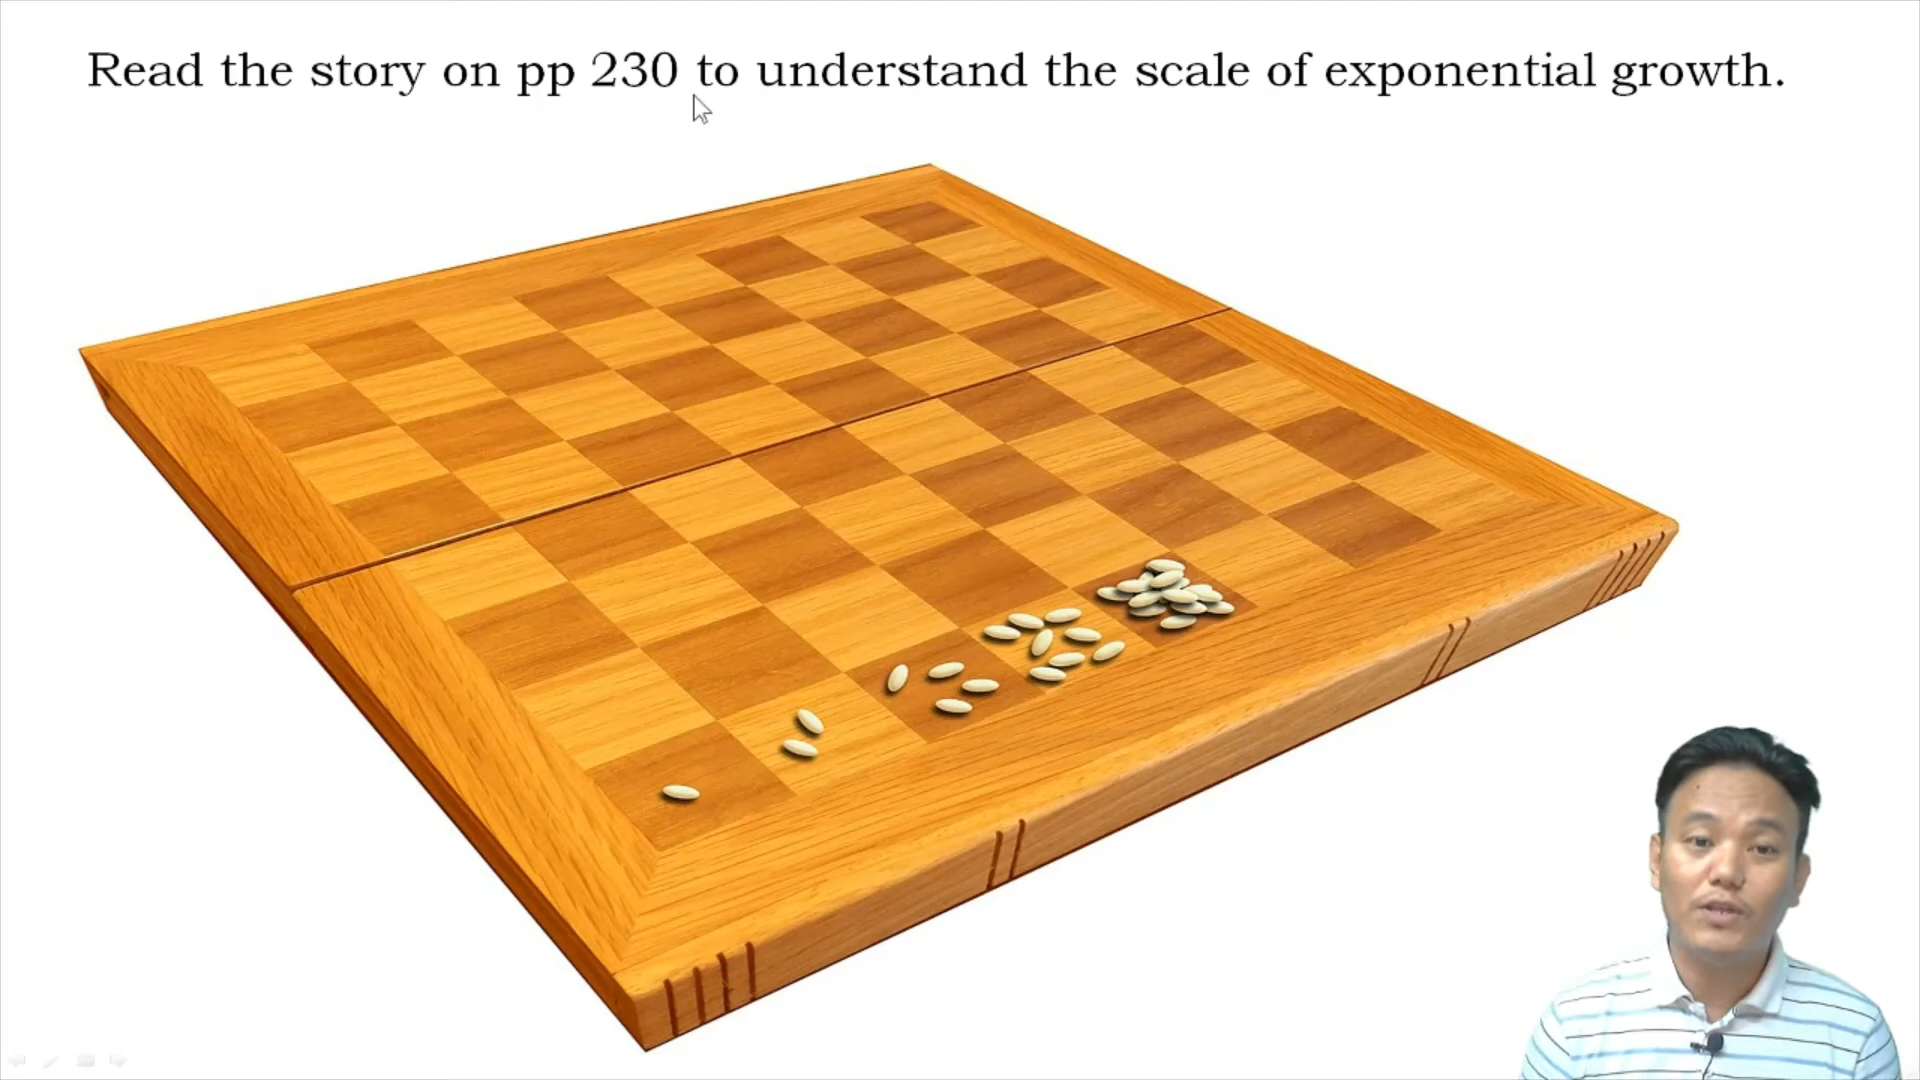 Read the story on pp 230 to understand the scale of exponential growth.